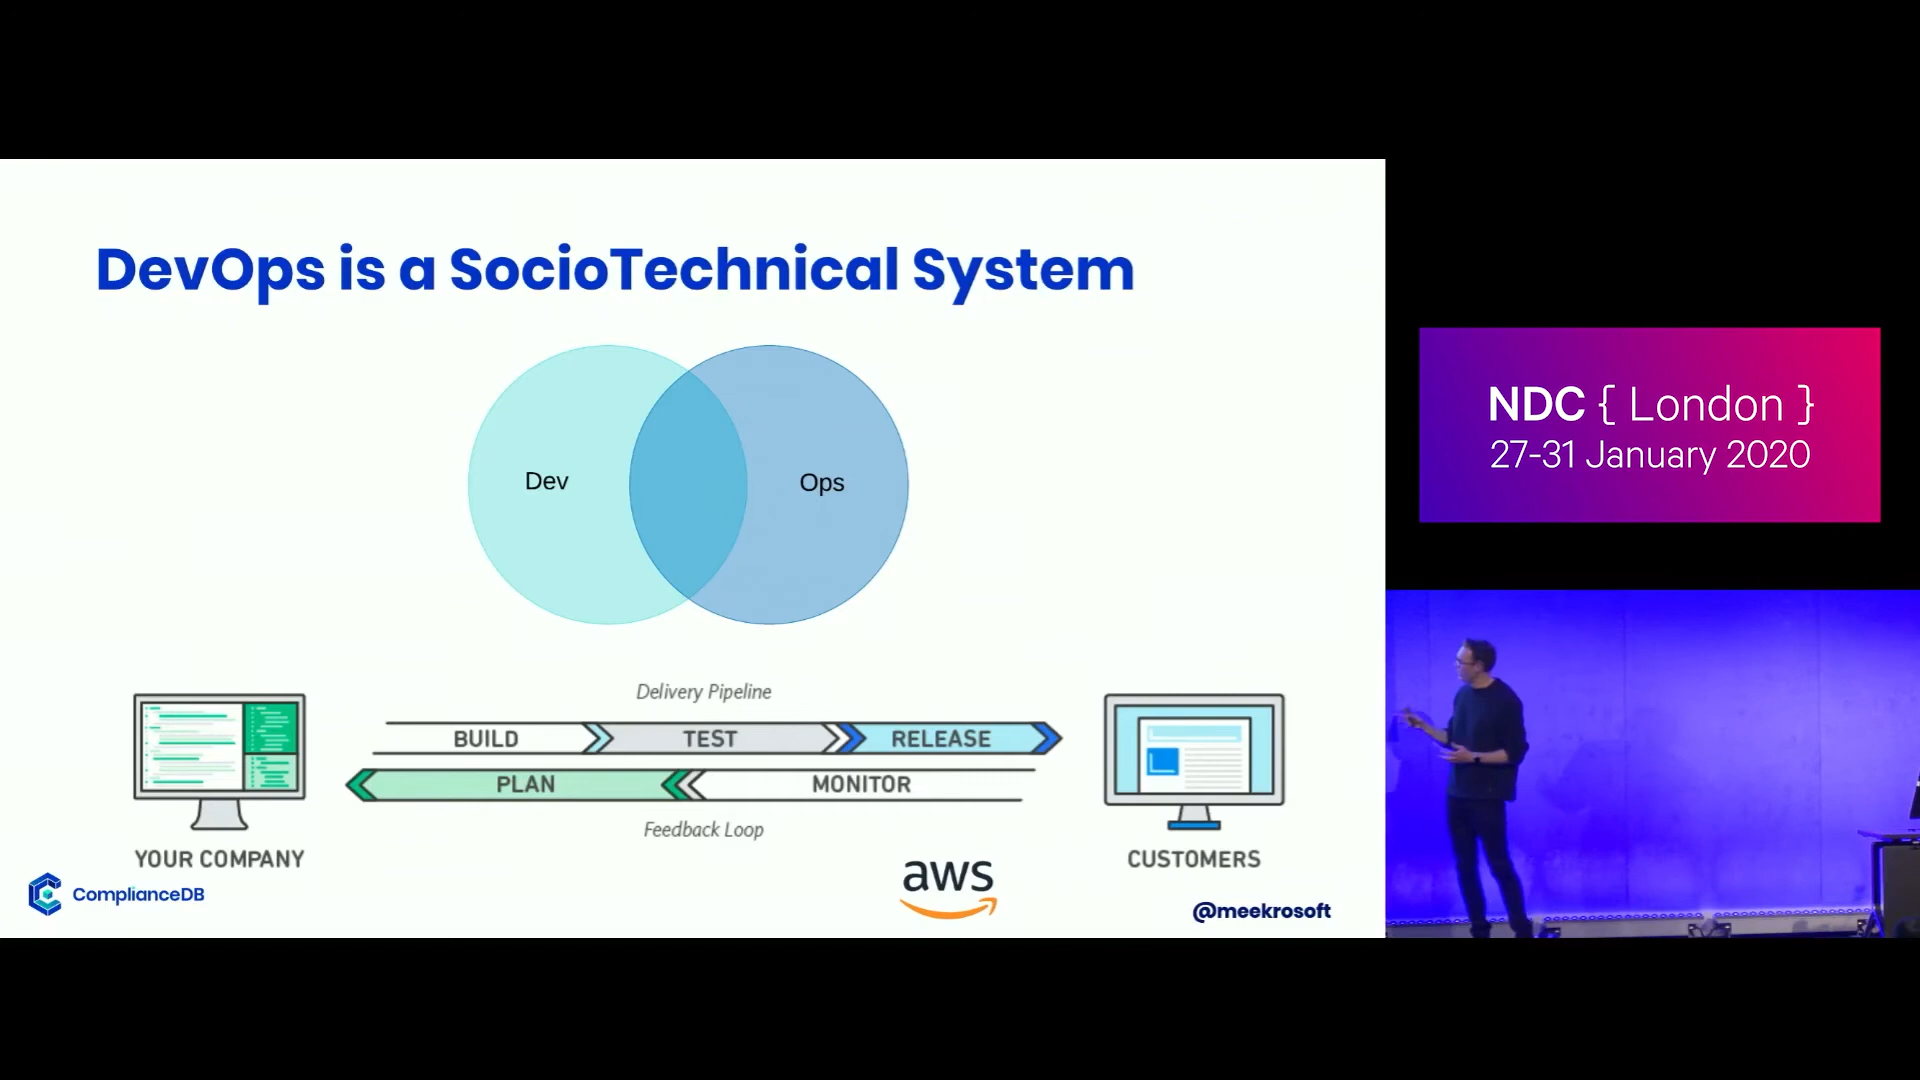 DevOps is a SocioTechnical System
Dev
Ops
Delivery Pipeline
BUILD
TEST
RELEASE
PLAN
MONITOR
Feedback Loop
YOUR COMPANY
CUSTOMERS
ComplianceDB
aws
@meekrosoft
NDC { London }
27-31 January 2020